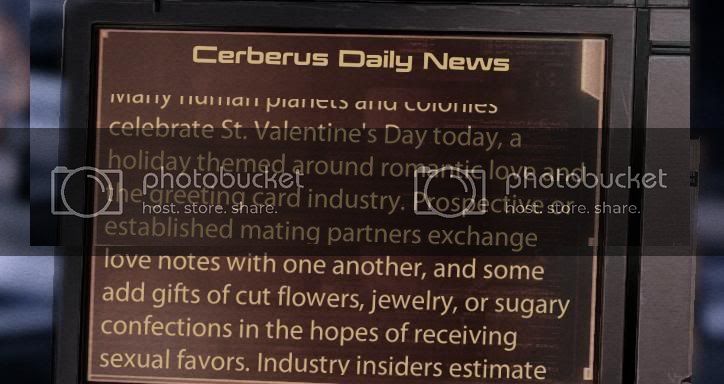 Cerberus Daily News
Many human planets and colonies
celebrate St. Valentine's Day today, a
holiday themed around romantic love and
the greeting card industry. Prospective or
established mating partners exchange
love notes with one another, and some
add gifts of cut flowers, jewelry, or sugary
confections in the hopes of receiving
sexual favors. Industry insiders estimate
photobucket
host. store. share.
photobucket
host. store. share.